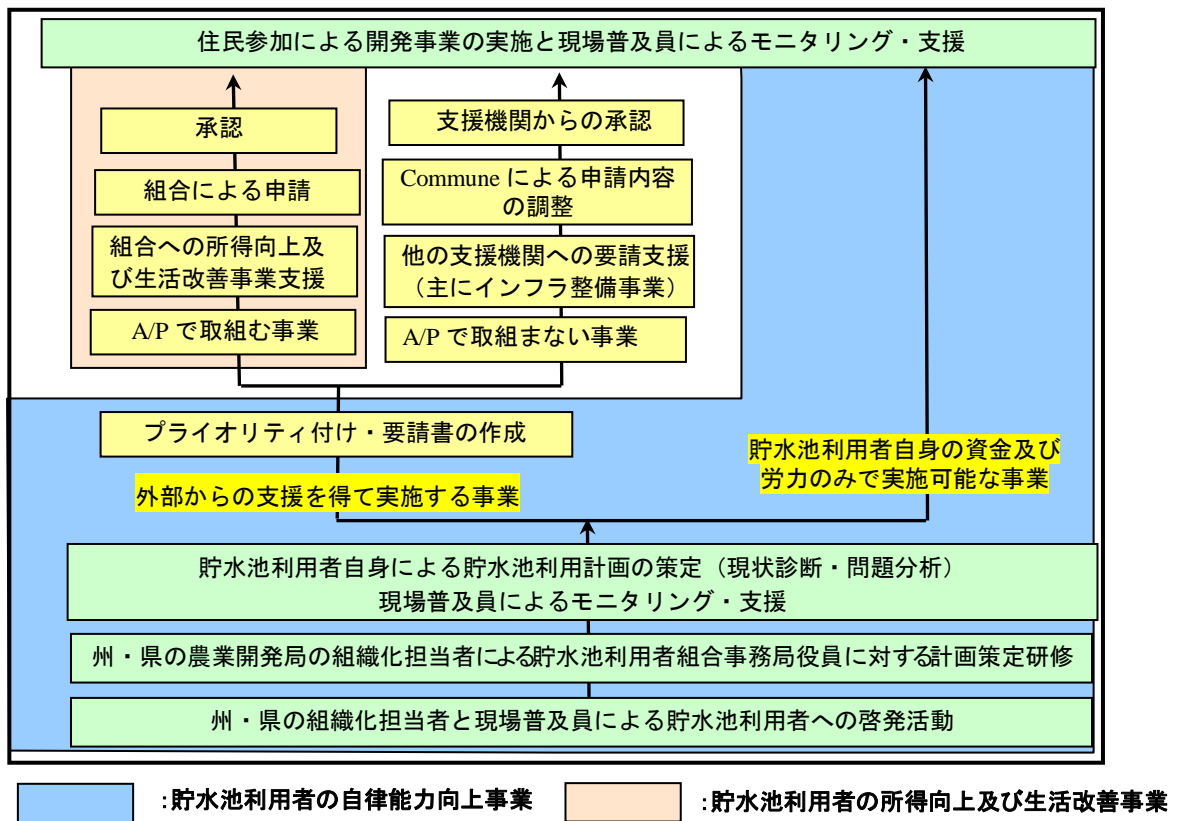 住民参加による開発事業の実施と現場普及員によるモニタリング・支援
承認
組合による申請
組合への所得向上及
び生活改善事業支援
A/P で取組む事業
支援機関からの承認
Commune による申請内容
の調整
他の支援機関への要請支援
（主にインフラ整備事業）
A/P で取組まない事業
プライオリティ付け・要請書の作成
外部からの支援を得て実施する事業
貯水池利用者自身の資金及び
労力のみで実施可能な事業
貯水池利用者自身による貯水池利用計画の策定（現状診断・問題分析）
現場普及員によるモニタリング・支援
州・県の農業開発局の組織化担当者による貯水池利用者組合事務局役員に対する計画策定研修
州・県の組織化担当者と現場普及員による貯水池利用者への啓発活動
:貯水池利用者の自律能力向上事業
:貯水池利用者の所得向上及び生活改善事業